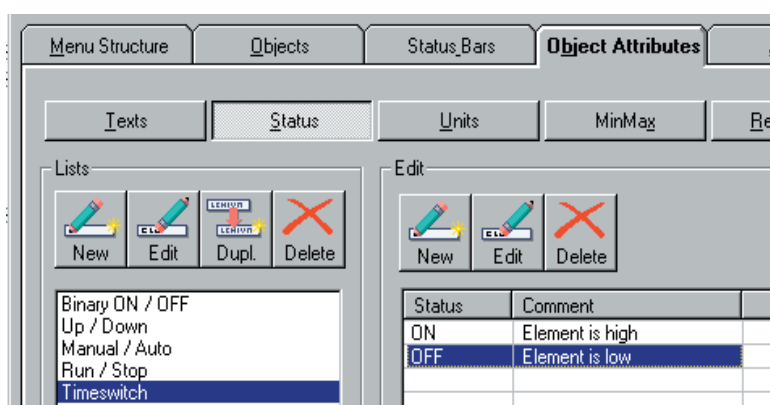 Menu Structure
Objects
Status_Bars
Object Attributes
Texts
Status
Units
MinMax
Re
Lists
New
Edit
Dupl.
Delete
Binary ON / OFF
Up / Down
Manual / Auto
Run / Stop
Timeswitch
Edit
New
Edit
Delete
Status Comment
ON Element is high
OFF Element is low